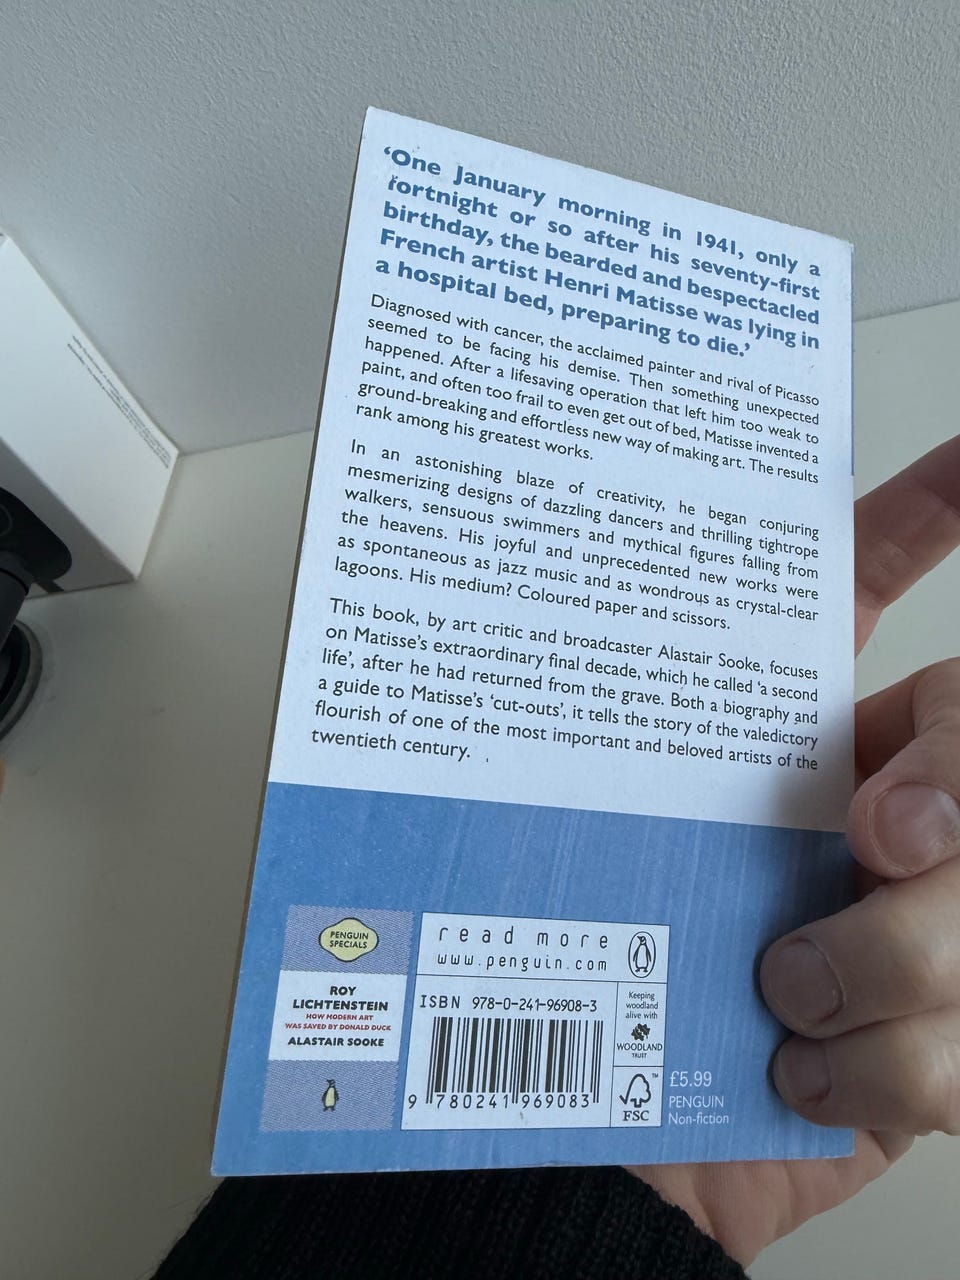 ‘One January morning in 1941, only a
fortnight or so after his seventy-first
birthday, the bearded and bespectacled
French artist Henri Matisse was lying in
a hospital bed, preparing to die.’
Diagnosed with cancer, the acclaimed painter and rival of Picasso
seemed to be facing his demise. Then something unexpected
happened. After a lifesaving operation that left him too weak to
paint, and often too frail to even get out of bed, Matisse invented a
ground-breaking and effortless new way of making art. The results
rank among his greatest works.
In an astonishing blaze of creativity, he began conjuring
mesmerizing designs of dazzling dancers and thrilling tightrope
walkers, sensuous swimmers and mythical figures falling from
the heavens. His joyful and unprecedented new works were
as spontaneous as jazz music and as wondrous as crystal-clear
lagoons. His medium? Coloured paper and scissors.
This book, by art critic and broadcaster Alastair Sooke, focuses
on Matisse’s extraordinary final decade, which he called ‘a second
life’, after he had returned from the grave. Both a biography and
a guide to Matisse’s ‘cut-outs’, it tells the story of the valedictory
flourish of one of the most important and beloved artists of the
twentieth century.
PENGUIN
SPECIALS
ROY
LICHTENSTEIN
HOW MODERN ART
WAS SAVED BY DONALD DUCK
ALASTAIR SOOKE
read more
www.penguin.com
ISBN 978-0-241-96908-3
9 780241 969083
Keeping
woodland
alive with
WOODLAND
TRUST
TM
FSC
£5.99
PENGUIN
Non-fiction